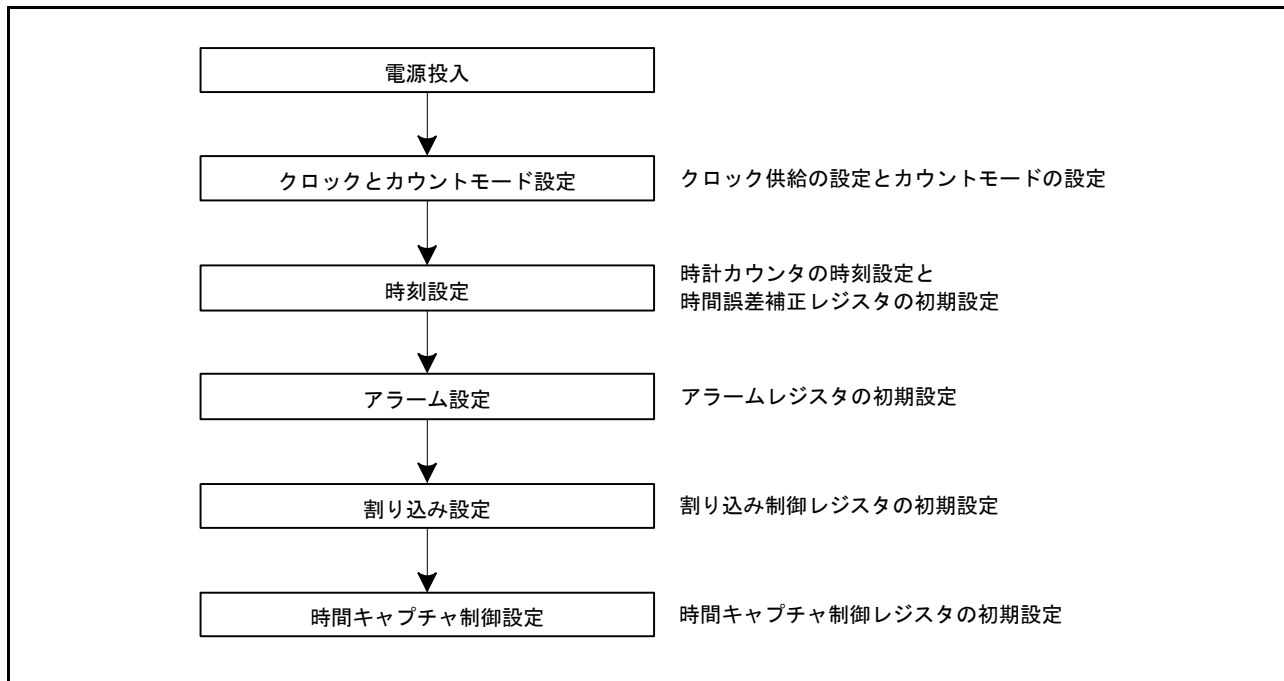 電源投入
クロックとカウントモード設定
クロック供給の設定とカウントモードの設定
時刻設定
時計カウンタの時刻設定と
時間誤差補正レジスタの初期設定
アラーム設定
アラームレジスタの初期設定
割り込み設定
割り込み制御レジスタの初期設定
時間キャプチャ制御設定
時間キャプチャ制御レジスタの初期設定